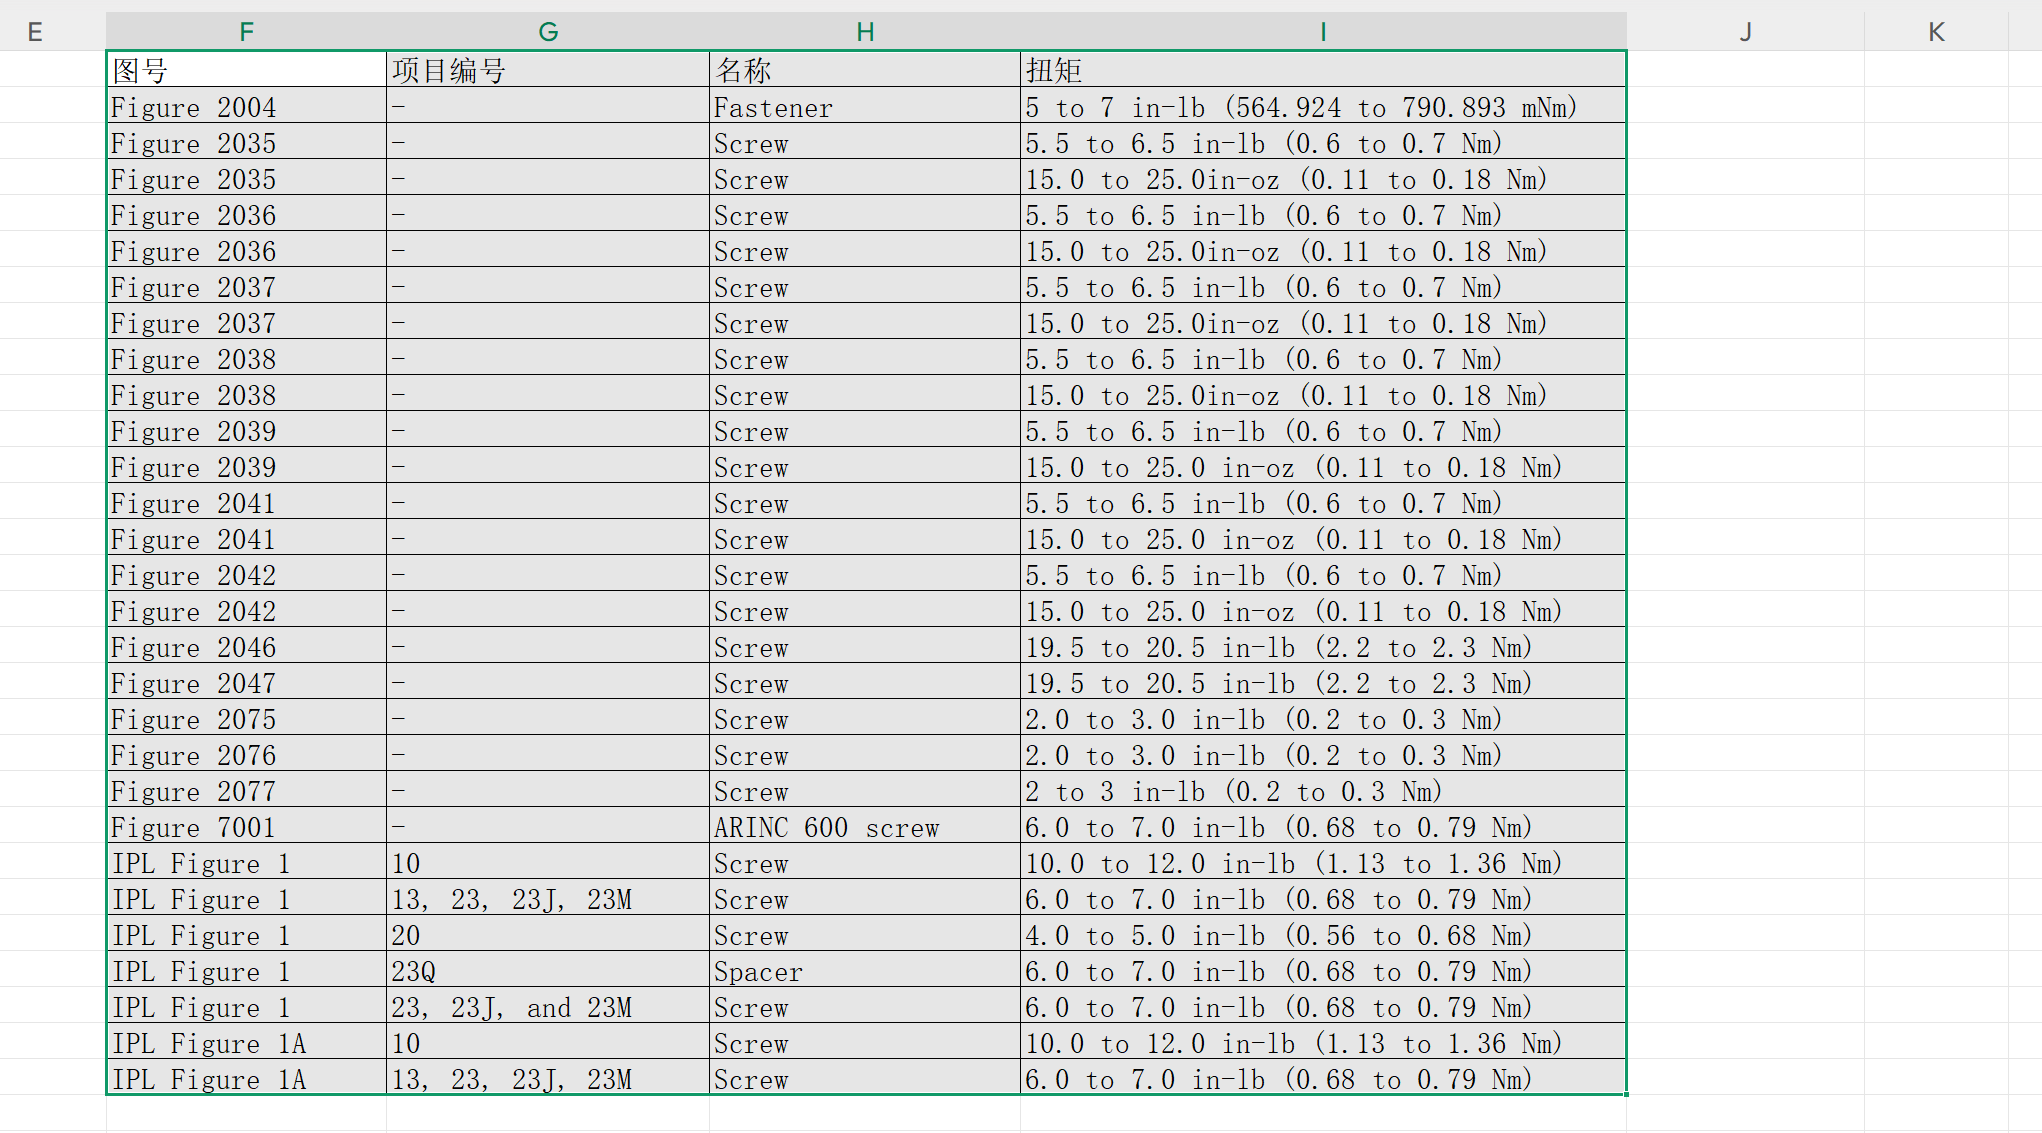 E F G H I J K
图号 项目编号 名称 扭矩
Figure 2004 - Fastener 5 to 7 in-lb (564.924 to 790.893 mNm)
Figure 2035 - Screw 5.5 to 6.5 in-lb (0.6 to 0.7 Nm)
Figure 2035 - Screw 15.0 to 25.0in-oz (0.11 to 0.18 Nm)
Figure 2036 - Screw 5.5 to 6.5 in-lb (0.6 to 0.7 Nm)
Figure 2036 - Screw 15.0 to 25.0in-oz (0.11 to 0.18 Nm)
Figure 2037 - Screw 5.5 to 6.5 in-lb (0.6 to 0.7 Nm)
Figure 2037 - Screw 15.0 to 25.0in-oz (0.11 to 0.18 Nm)
Figure 2038 - Screw 5.5 to 6.5 in-lb (0.6 to 0.7 Nm)
Figure 2038 - Screw 15.0 to 25.0in-oz (0.11 to 0.18 Nm)
Figure 2039 - Screw 5.5 to 6.5 in-lb (0.6 to 0.7 Nm)
Figure 2039 - Screw 15.0 to 25.0 in-oz (0.11 to 0.18 Nm)
Figure 2041 - Screw 5.5 to 6.5 in-lb (0.6 to 0.7 Nm)
Figure 2041 - Screw 15.0 to 25.0 in-oz (0.11 to 0.18 Nm)
Figure 2042 - Screw 5.5 to 6.5 in-lb (0.6 to 0.7 Nm)
Figure 2042 - Screw 15.0 to 25.0 in-oz (0.11 to 0.18 Nm)
Figure 2046 - Screw 19.5 to 20.5 in-lb (2.2 to 2.3 Nm)
Figure 2047 - Screw 19.5 to 20.5 in-lb (2.2 to 2.3 Nm)
Figure 2075 - Screw 2.0 to 3.0 in-lb (0.2 to 0.3 Nm)
Figure 2076 - Screw 2.0 to 3.0 in-lb (0.2 to 0.3 Nm)
Figure 2077 - Screw 2 to 3 in-lb (0.2 to 0.3 Nm)
Figure 7001 - ARINC 600 screw 6.0 to 7.0 in-lb (0.68 to 0.79 Nm)
IPL Figure 1 10 Screw 10.0 to 12.0 in-lb (1.13 to 1.36 Nm)
IPL Figure 1 13, 23, 23J, 23M Screw 6.0 to 7.0 in-lb (0.68 to 0.79 Nm)
IPL Figure 1 20 Screw 4.0 to 5.0 in-lb (0.56 to 0.68 Nm)
IPL Figure 1 23Q Spacer 6.0 to 7.0 in-lb (0.68 to 0.79 Nm)
IPL Figure 1 23, 23J, and 23M Screw 6.0 to 7.0 in-lb (0.68 to 0.79 Nm)
IPL Figure 1A 10 Screw 10.0 to 12.0 in-lb (1.13 to 1.36 Nm)
IPL Figure 1A 13, 23, 23J, 23M Screw 6.0 to 7.0 in-lb (0.68 to 0.79 Nm)